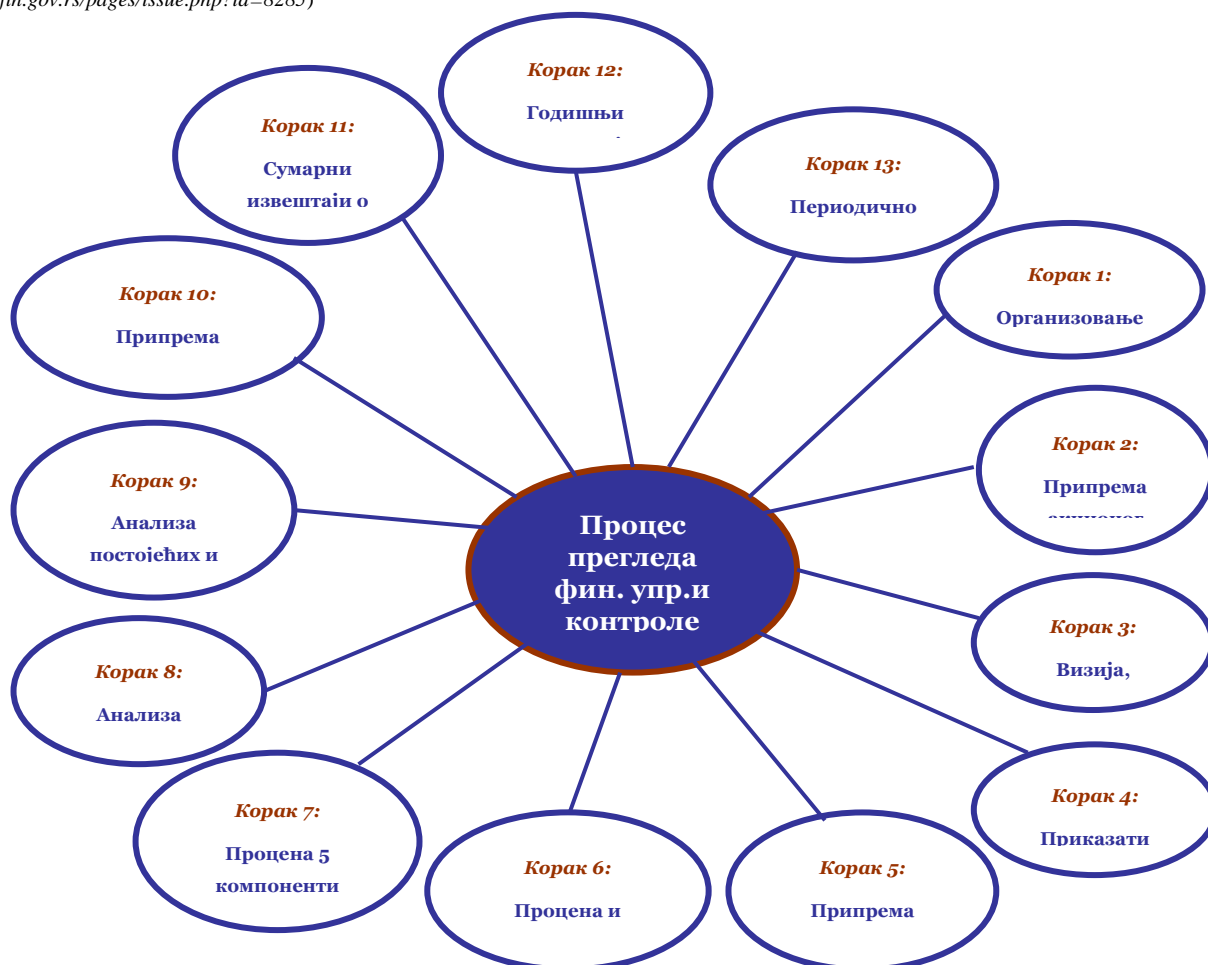 fin.gov.rs/pages/issue.php?id=8285)
Корак 12:
Годишњи
Корак 11:
Сумарни
извештаји о
Корак 13:
Периодично
Корак 10:
Припрема
Корак 1:
Организовање
Корак 9:
Анализа
постојећих и
Корак 2:
Припрема
акционог
Процес
прегледа
фин. упр.и
контроле
Корак 3:
Визија,
Корак 8:
Анализа
Корак 4:
Приказати
Корак 7:
Процена 5
компоненти
Корак 6:
Процена и
Корак 5:
Припрема